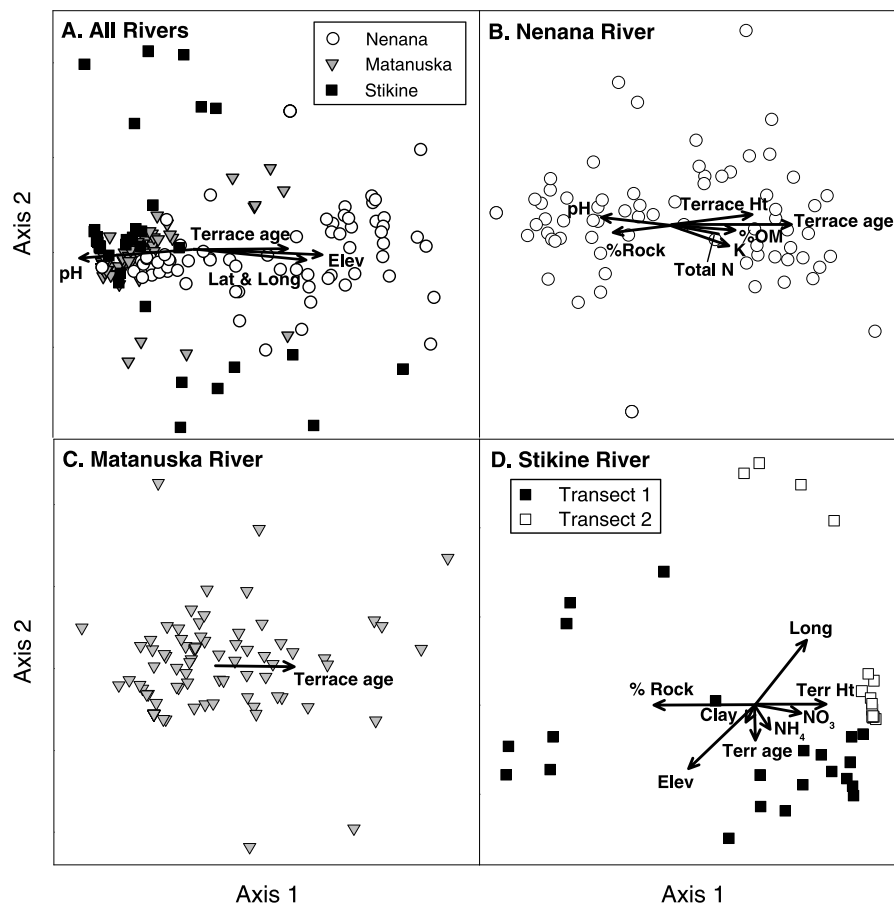 A. All Rivers
Nenana
Matanuska
Stikine
Terrace age
Elev
pH
Lat & Long
Axis 2
B. Nenana River
pH
Terrace Ht
Terrace age
%Rock
%OM
K
Total N
C. Matanuska River
Terrace age
Axis 2
Axis 1
D. Stikine River
Transect 1
Transect 2
Long
% Rock
Terr Ht
Clay
NO3
NH4
Terr age
Elev
Axis 1